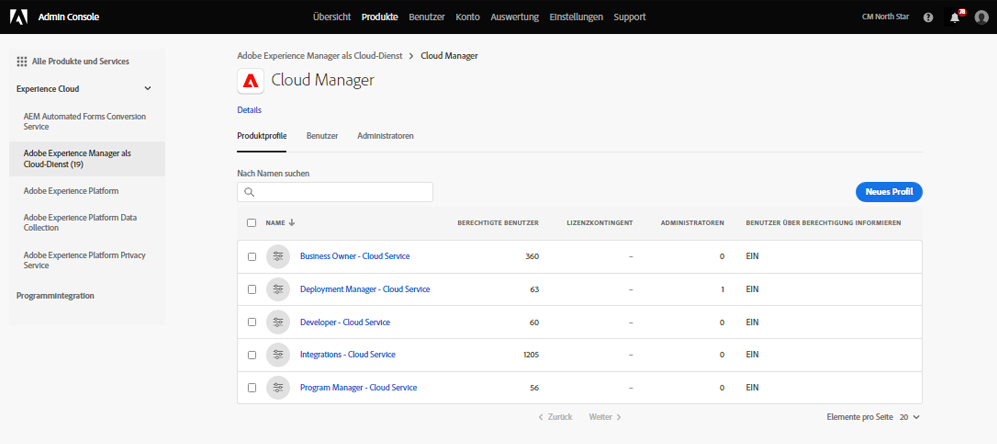 Admin Console
Übersicht Produkte Benutzer Konto Auswertung Einstellungen Support
CM North Star
78
Alle Produkte und Services
Experience Cloud
AEM Automated Forms Conversion
Service
Adobe Experience Manager als
Cloud-Dienst (19)
Adobe Experience Platform
Adobe Experience Platform Data
Collection
Adobe Experience Platform Privacy
Service
Programmintegration
Adobe Experience Manager als Cloud-Dienst > Cloud Manager
Cloud Manager
Details
Produktprofile Benutzer Administratoren
Nach Namen suchen
Neues Profil
NAME BERECHTIGTE BENUTZER LIZENZKONTINGENT ADMINISTRATOREN BENUTZER ÜBER BERECHTIGUNG INFORMIEREN
Business Owner - Cloud Service 360 – 0 EIN
Deployment Manager - Cloud Service 63 – 1 EIN
Developer - Cloud Service 60 – 0 EIN
Integrations - Cloud Service 1205 – 0 EIN
Program Manager - Cloud Service 56 – 0 EIN
Zurück Weiter Elemente pro Seite 20